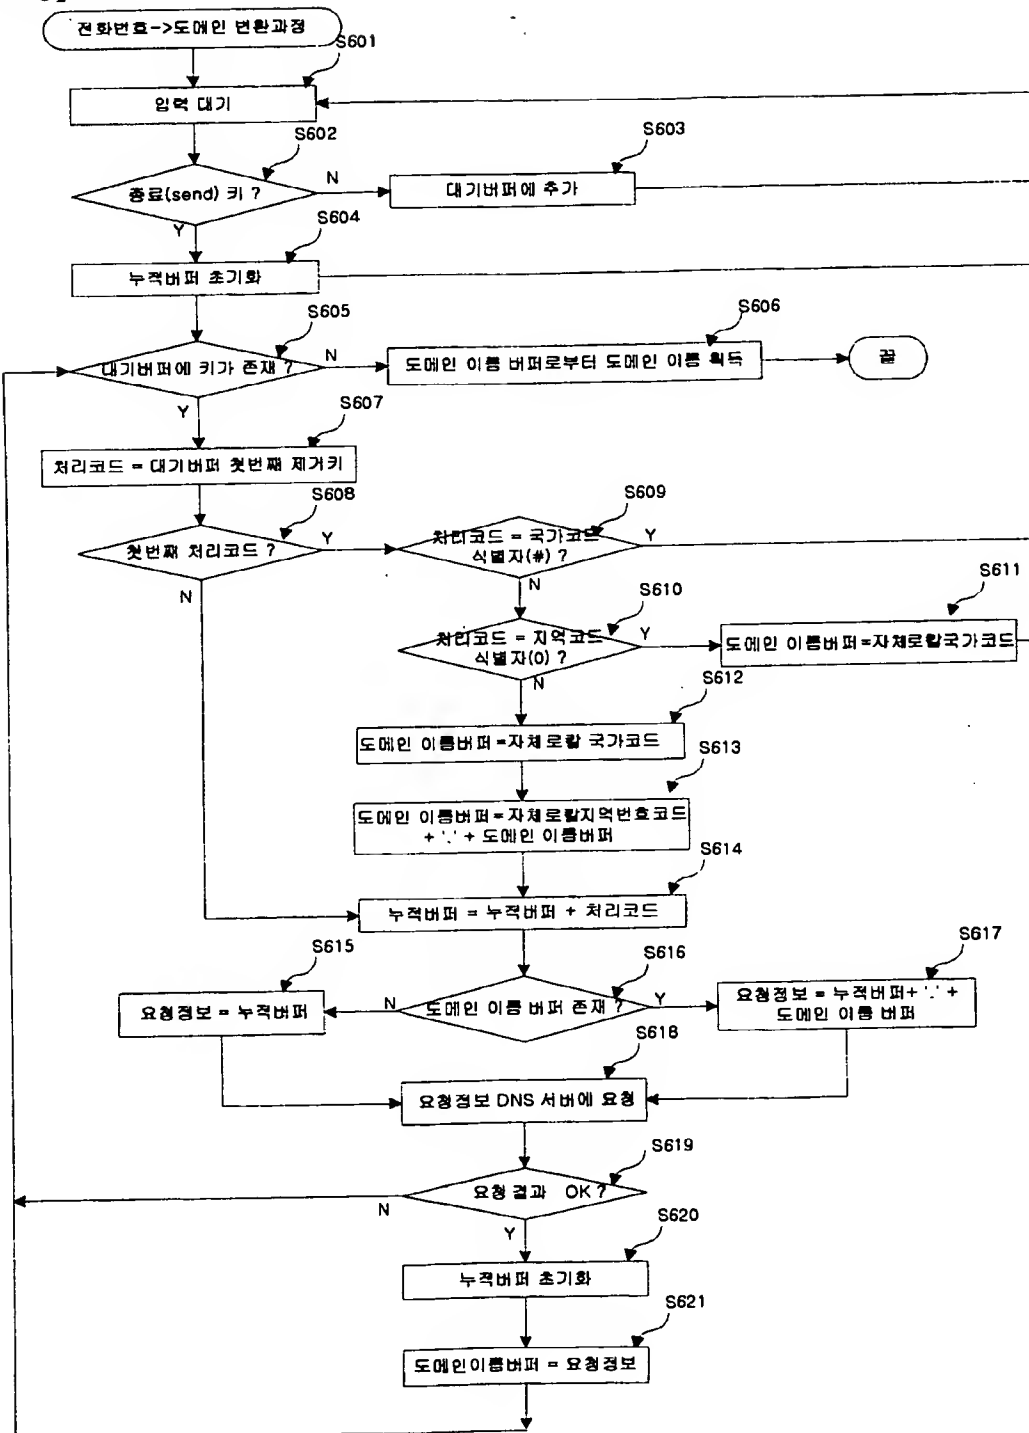 전화번호->도메인 변환과정
S601
입력 대기
S602
S603
종료(send) 키 ?
N
대기버퍼에 추가
Y
S604
누적버퍼 초기화
S605
S606
대기버퍼에 키가 존재 ?
N
도메인 이름 버퍼로부터 도메인 이름 획득
끝
Y
S607
처리코드 = 대기버퍼 첫번째 제거키
S608
S609
첫번째 처리코드 ?
Y
처리코드 = 국가코드
식별자(#) ?
Y
N
N
S610
S611
처리코드 = 지역코드
식별자(0) ?
Y
도메인 이름버퍼=자체로컬국가코드
N
S612
도메인 이름버퍼=자체로컬 국가코드
S613
도메인 이름버퍼=자체로컬지역번호코드
+ '.' + 도메인 이름버퍼
S614
누적버퍼 = 누적버퍼 + 처리코드
S615
S616
S617
요청정보 = 누적버퍼
N
도메인 이름 버퍼 존재 ?
Y
요청정보 = 누적버퍼+ '.' +
도메인 이름 버퍼
S618
요청정보 DNS 서버에 요청
S619
요청 결과 OK ?
N
Y
S620
누적버퍼 초기화
S621
도메인이름버퍼 = 요청정보